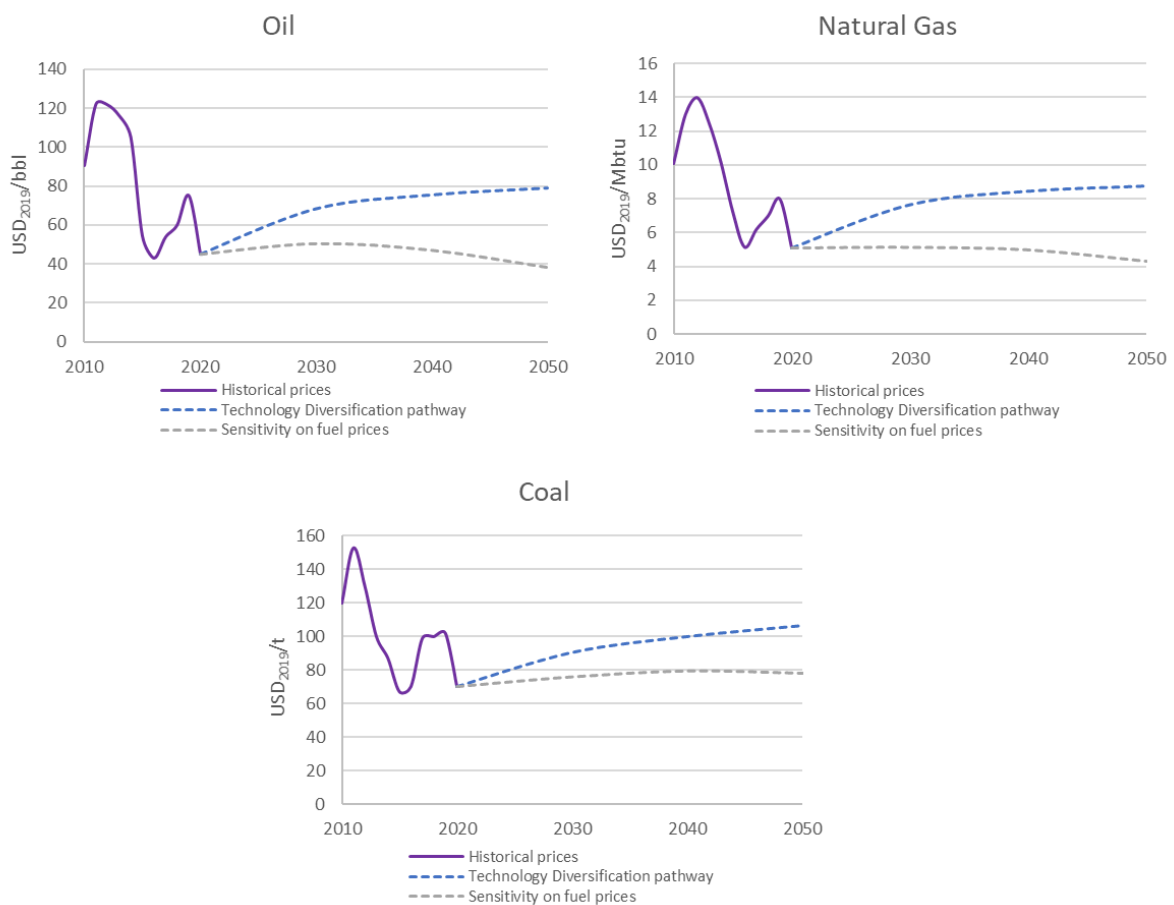 Oil
USD2019/bbl
140
120
100
80
60
40
20
0
2010 2020 2030 2040 2050
Historical prices
Technology Diversification pathway
Sensitivity on fuel prices
Natural Gas
USD2019/Mbtu
16
14
12
10
8
6
4
2
0
2010 2020 2030 2040 2050
Historical prices
Technology Diversification pathway
Sensitivity on fuel prices
Coal
USD2019/t
160
140
120
100
80
60
40
20
0
2010 2020 2030 2040 2050
Historical prices
Technology Diversification pathway
Sensitivity on fuel prices